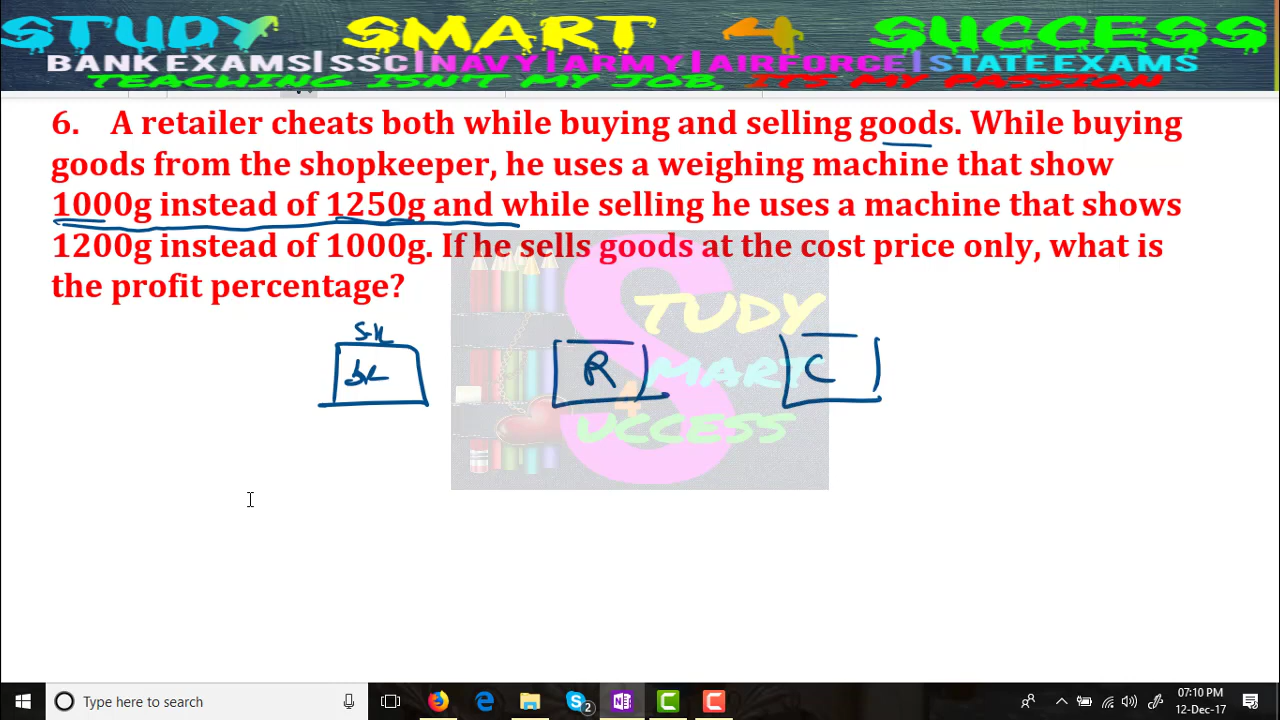 STUDY SMART 4 SUCCESS
BANK EXAMS|SSC|NAVY|ARMY|AIRFORCE|STATE EXAMS
TEACHING ISN'T MY JOB, IT'S MY PASSION
6. A retailer cheats both while buying and selling goods. While buying
goods from the shopkeeper, he uses a weighing machine that show
1000g instead of 1250g and while selling he uses a machine that shows
1200g instead of 1000g. If he sells goods at the cost price only, what is
the profit percentage?
R C
TUDY
MART
4
UCCESS
Type here to search
2
07:10 PM
12-Dec-17